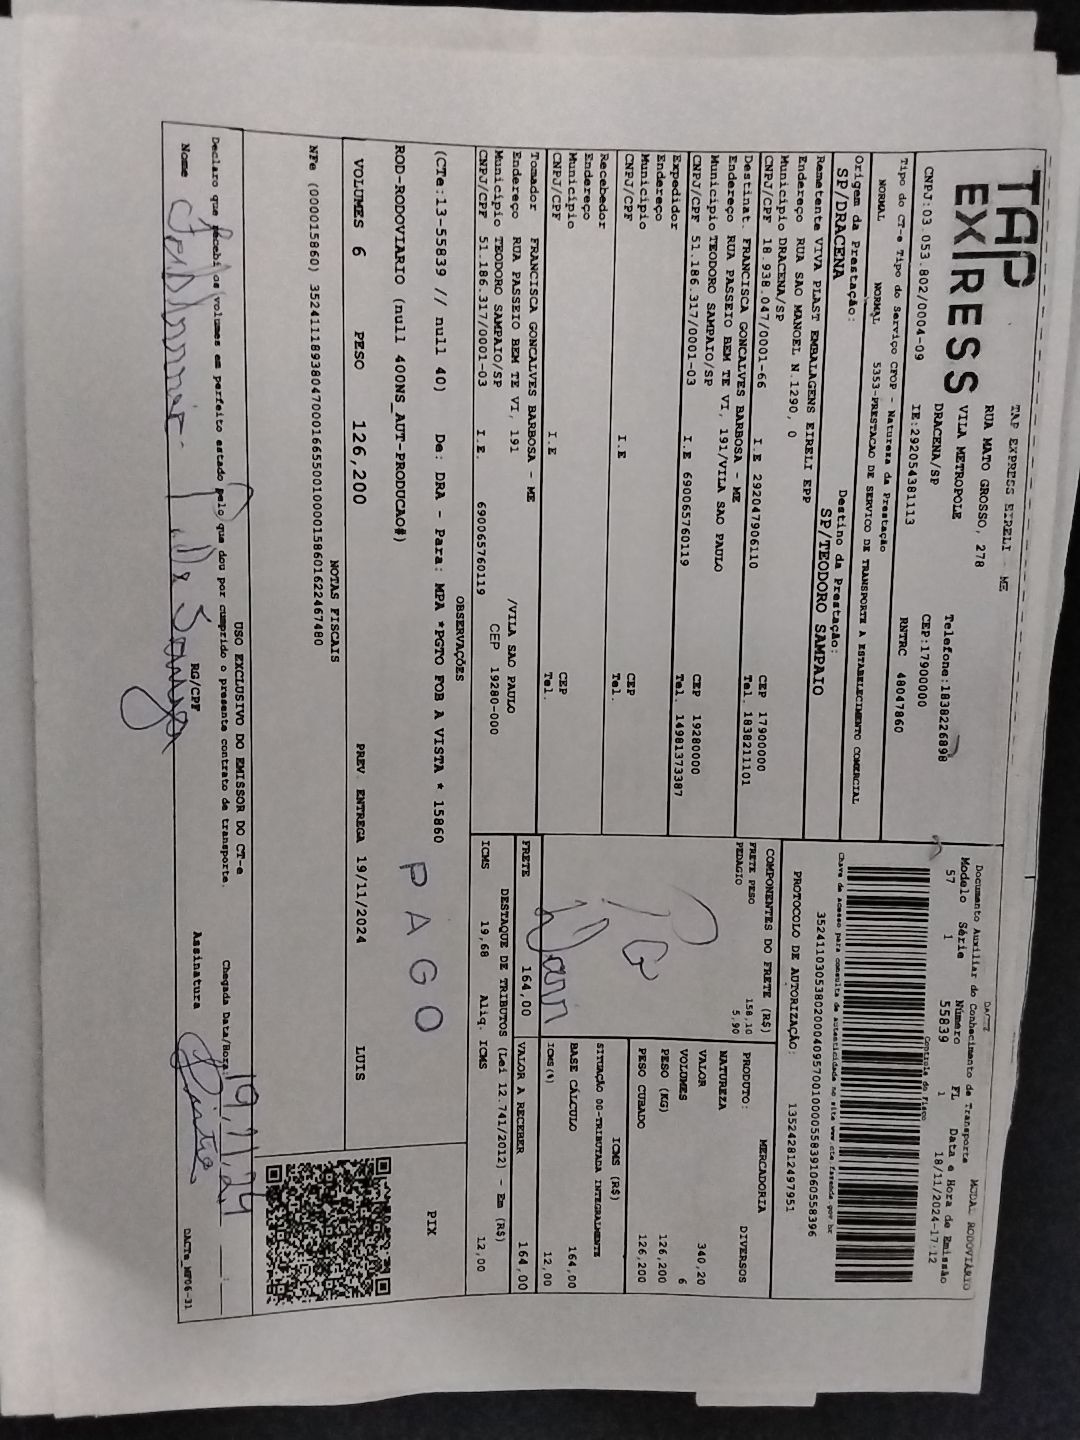 TAP EXPRESS
TAP EXPRESS EIRELI - ME
RUA MATO GROSSO, 278
VILA METROPOLE
DRACENA/SP
Telefone:1838226898
CEP:17900000
CNPJ:03.053.802/0004-09 IE:292054381113 RNTRC 48047860
Tipo do CT-e Tipo do Serviço CFOP - Natureza da Prestação
NORMAL NORMAL 5353-PRESTACAO DE SERVICO DE TRANSPORTE A ESTABELECIMENTO COMERCIAL
Origem da Prestação: Destino da Prestação:
SP/DRACENA SP/TEODORO SAMPAIO
Remetente VIVA PLAST EMBALAGENS EIRELI EPP
Endereço RUA SAO MANOEL N.1290, 0
Município DRACENA/SP CEP 17900000
CNPJ/CPF 18.938.047/0001-66 I.E 292047906110 Tel. 1838211101
Destinat. FRANCISCA GONCALVES BARBOSA - ME
Endereço RUA PASSEIO BEM TE VI, 191/VILA SAO PAULO
Município TEODORO SAMPAIO/SP CEP 19280000
CNPJ/CPF 51.186.317/0001-03 I.E 690065760119 Tel. 14981373387
Expedidor
Endereço
Município CEP
CNPJ/CPF I.E Tel.
Recebedor
Endereço
Município CEP
CNPJ/CPF I.E Tel.
Tomador FRANCISCA GONCALVES BARBOSA - ME
Endereço RUA PASSEIO BEM TE VI, 191 /VILA SAO PAULO
Município TEODORO SAMPAIO/SP CEP 19280-000
CNPJ/CPF 51.186.317/0001-03 I.E. 690065760119
DACTE
Documento Auxiliar do Conhecimento de Transporte MODAL RODOVIÁRIO
Modelo Série Número FL Data e Hora de Emissão
57 1 55839 1 18/11/2024-17:12
Controle do Fisco
Chave de acesso para consulta de autenticidade no site www.cte.fazenda.gov.br
35241103053802000409570010000558391060558396
PROTOCOLO DE AUTORIZAÇÃO: 135242812497951
COMPONENTES DO FRETE (R$)
FRETE PESO 158,10
PEDAGIO 5,90
MERCADORIA
PRODUTO: DIVERSOS
NATUREZA
VALOR 340,20
VOLUMES 6
PESO (KG) 126,200
PESO CUBADO 126,200
ICMS (R$)
SITUAÇÃO 00-TRIBUTADA INTEGRALMENTE
BASE CÁLCULO 164,00
ICMS(%) 12,00
FRETE 164,00 VALOR A RECEBER 164,00
DESTAQUE DE TRIBUTOS (Lei 12.741/2012) - Em (R$)
ICMS 19,68 Aliq. ICMS 12,00
OBSERVAÇÕES
(CTe:13-55839 // null 40) De: DRA - Para: MPA *PGTO FOB A VISTA * 15860
ROD-RODOVIARIO (null 400NS_AUT-PRODUCAO#)
PAGO
PIX
VOLUMES 6 PESO 126,200 PREV. ENTREGA 19/11/2024 LUIS
NOTAS FISCAIS
NFe (000015860) 35241118938047000166550010000158601622467480
USO EXCLUSIVO DO EMISSOR DO CT-e
Declaro que recebi os volumes em perfeito estado pelo que dou por cumprido o presente contrato de transporte. Chegada Data/Hora: 19/11/24 :
Nome RG/CPF Assinatura
DACTe_MP06-31